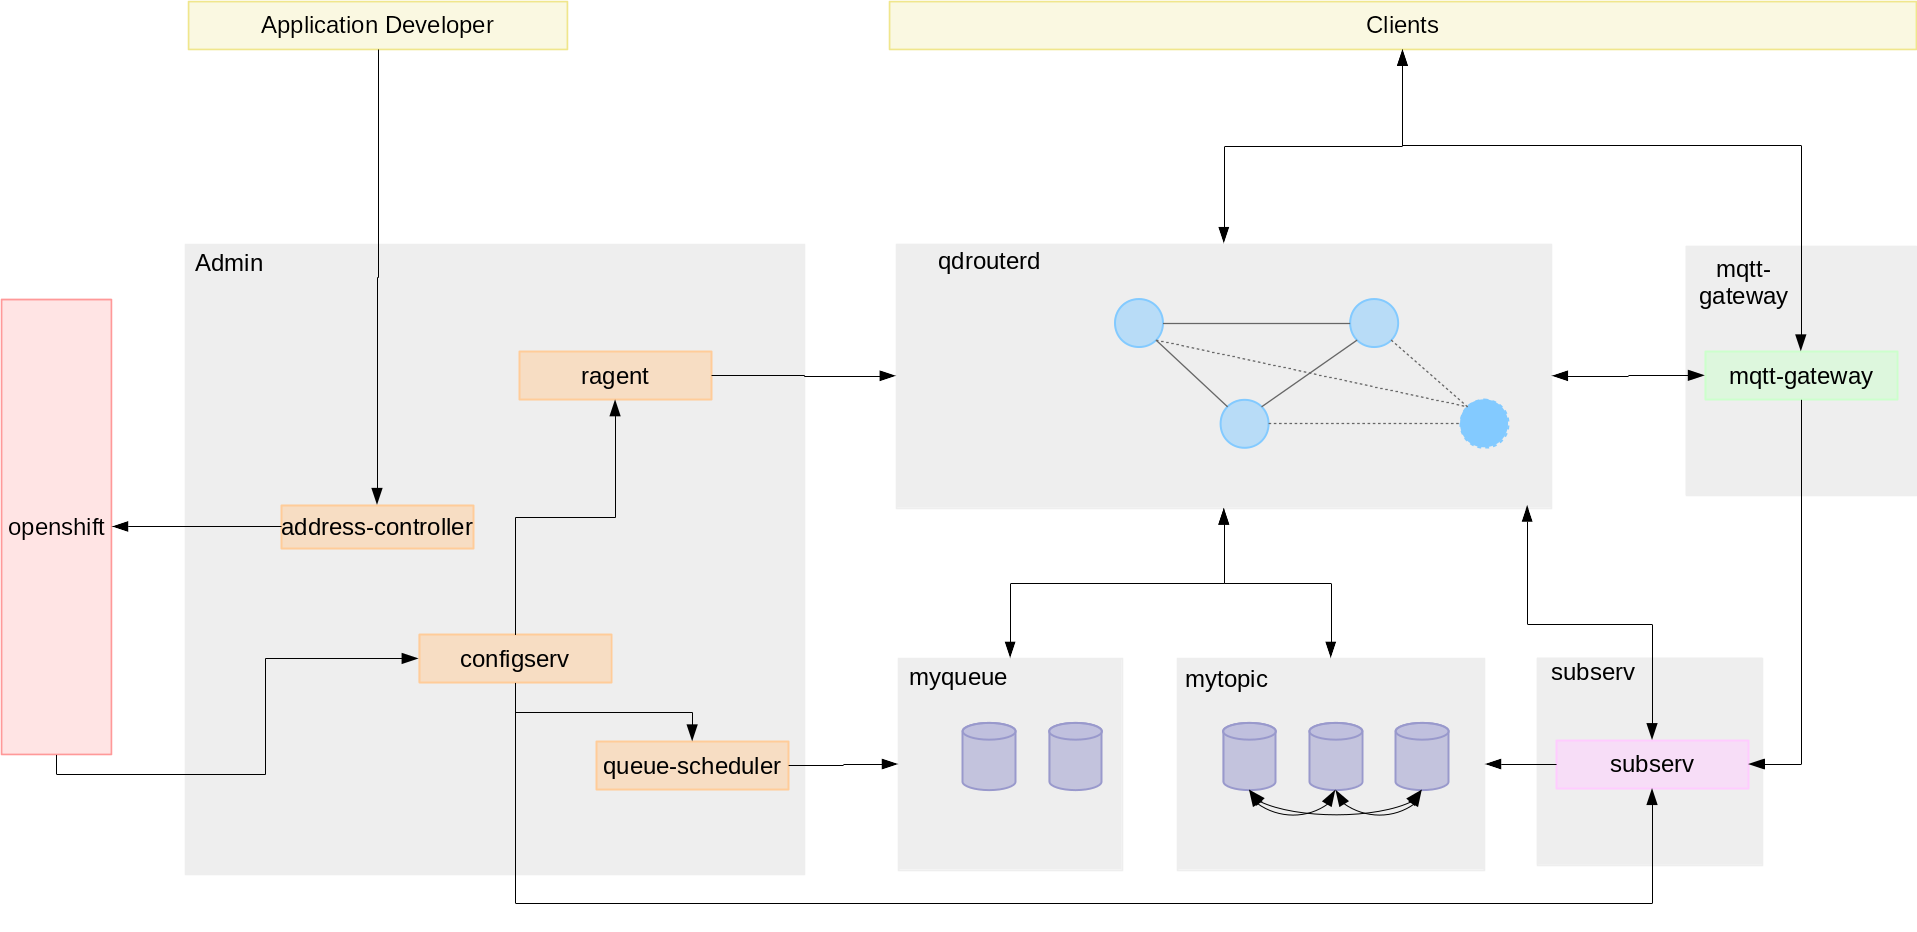 Application Developer
Clients
Admin
qdrouterd
mqtt-
gateway
ragent
mqtt-gateway
openshift
address-controller
configserv
queue-scheduler
myqueue
mytopic
subserv
subserv